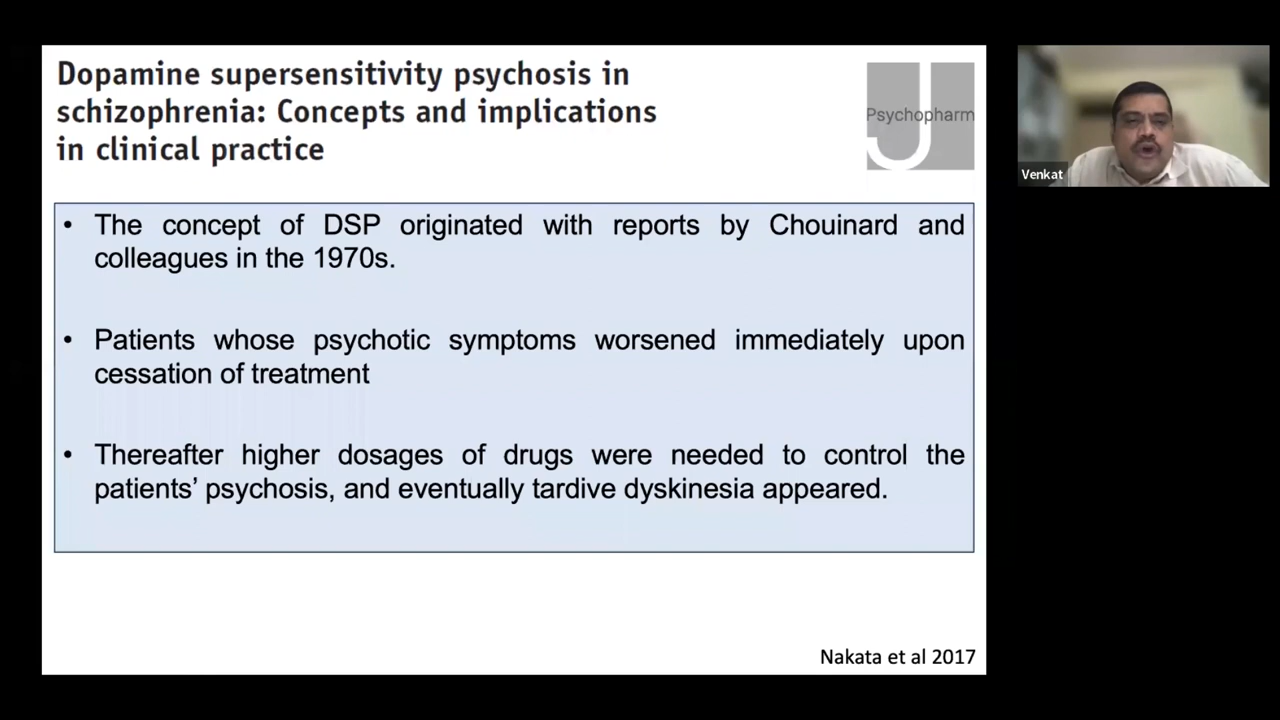 Dopamine supersensitivity psychosis in
schizophrenia: Concepts and implications
in clinical practice
J
Psychopharm
Venkat
• The concept of DSP originated with reports by Chouinard and
colleagues in the 1970s.
• Patients whose psychotic symptoms worsened immediately upon
cessation of treatment
• Thereafter higher dosages of drugs were needed to control the
patients’ psychosis, and eventually tardive dyskinesia appeared.
Nakata et al 2017